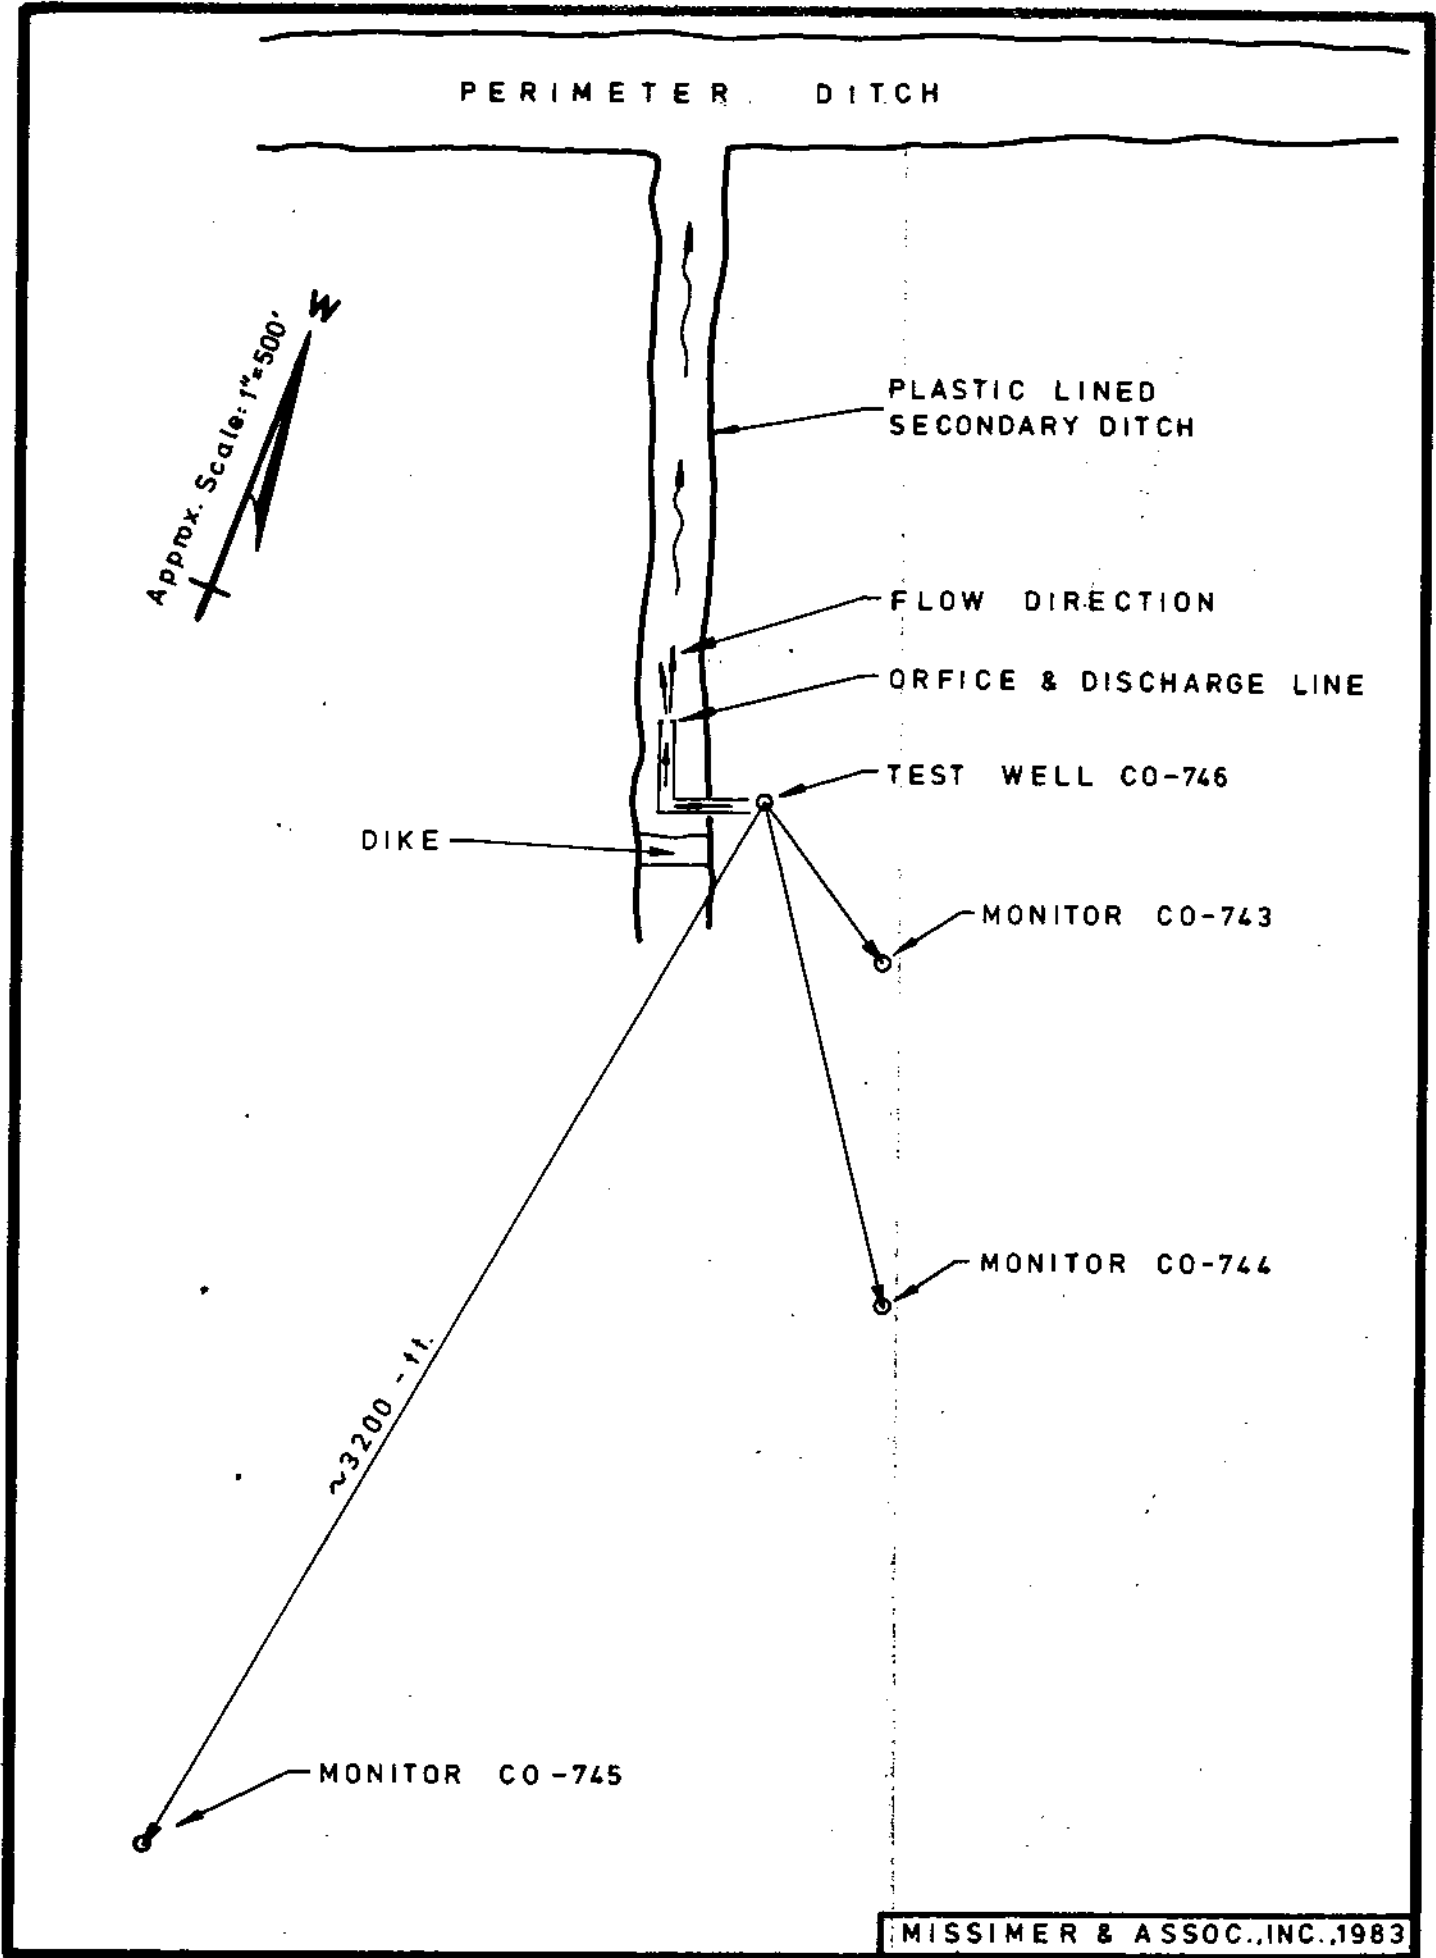 PERIMETER DITCH
W
Approx. Scale: 1"=500'
PLASTIC LINED
SECONDARY DITCH
FLOW DIRECTION
ORFICE & DISCHARGE LINE
TEST WELL CO-746
DIKE
MONITOR CO-743
MONITOR CO-744
~3200 - ft.
MONITOR CO-745
MISSIMER & ASSOC.,INC.,1983